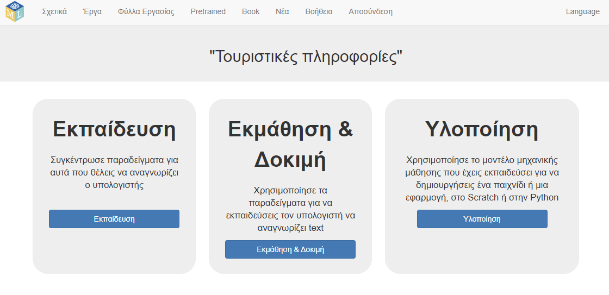 Σχετικά Έργα Φύλλα Εργασίας Pretrained Book Νέα Βοήθεια Αποσύνδεση Language
"Τουριστικές πληροφορίες"
Εκπαίδευση
Συγκέντρωσε παραδείγματα για
αυτά που θέλεις να αναγνωρίζει
ο υπολογιστής
Εκπαίδευση
Εκμάθηση &
Δοκιμή
Χρησιμοποίησε τα
παραδείγματα για να
εκπαιδεύσεις τον υπολογιστή να
αναγνωρίζει text
Εκμάθηση & Δοκιμή
Υλοποίηση
Χρησιμοποίησε το μοντέλο μηχανικής
μάθησης που έχεις εκπαιδεύσει για να
δημιουργήσεις ένα παιχνίδι ή μια
εφαρμογή, στο Scratch ή στην Python
Υλοποίηση